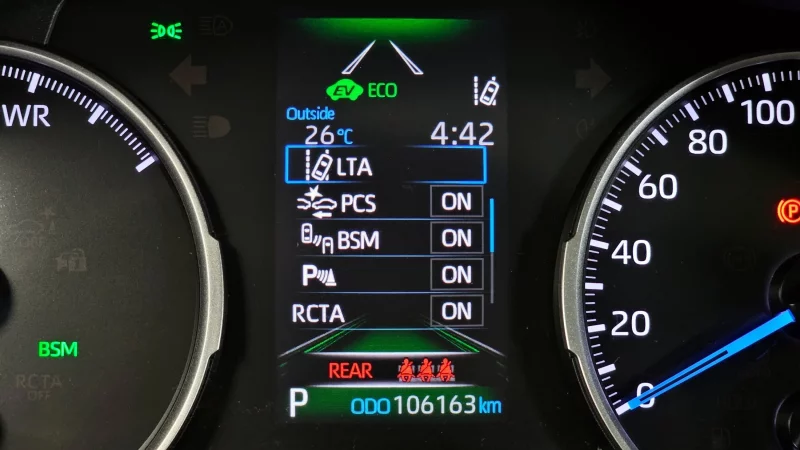 EV ECO
Outside
26°C 4:42
LTA
PCS ON
BSM ON
P ON
RCTA ON
REAR
P ODO 106163 km
WR
BSM
RCTA
OFF
100
80
60
40
20
0
P